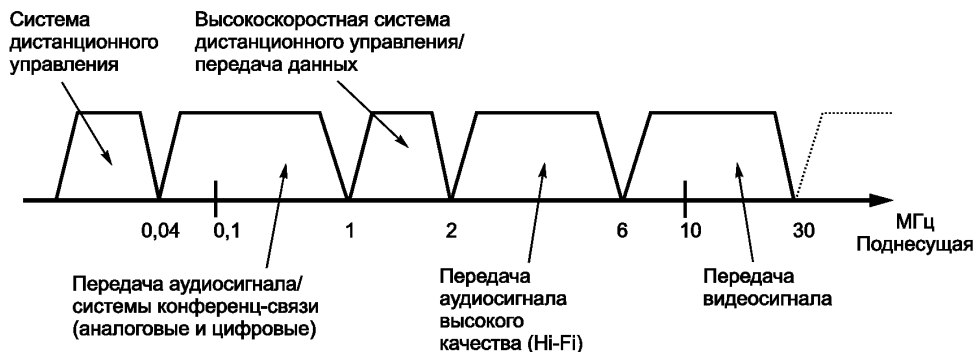 Система
дистанционного
управления
Высокоскоростная система
дистанционного управления/
передача данных
0,04
0,1
1
2
6
10
30
МГц
Поднесущая
Передача аудиосигнала/
системы конференц-связи
(аналоговые и цифровые)
Передача
аудиосигнала
высокого
качества (Hi-Fi)
Передача
видеосигнала